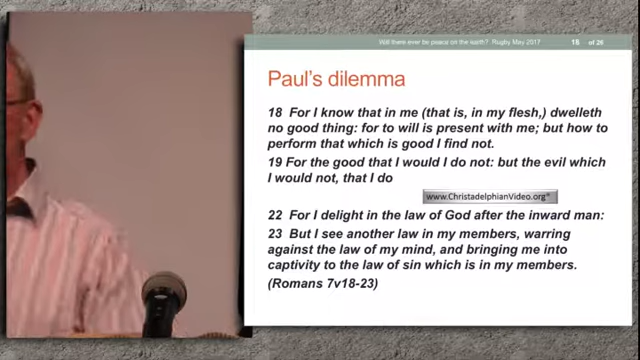 Will there ever be peace on the earth? Rugby May 2017 18 of 26
Paul's dilemma
18 For I know that in me (that is, in my flesh,) dwelleth
no good thing: for to will is present with me; but how to
perform that which is good I find not.
19 For the good that I would I do not: but the evil which
I would not, that I do
www.ChristadelphianVideo.org®
22 For I delight in the law of God after the inward man:
23 But I see another law in my members, warring
against the law of my mind, and bringing me into
captivity to the law of sin which is in my members.
(Romans 7v18-23)